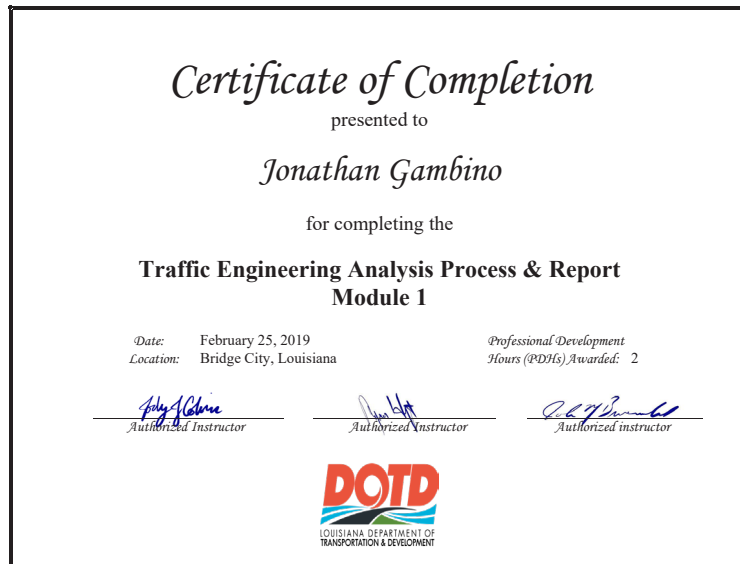 Certificate of Completion
presented to
Jonathan Gambino
for completing the
Traffic Engineering Analysis Process & Report
Module 1
Date: February 25, 2019
Location: Bridge City, Louisiana
Professional Development
Hours (PDHs) Awarded: 2
Authorized Instructor
Authorized Instructor
Authorized instructor
DOTD
LOUISIANA DEPARTMENT OF
TRANSPORTATION & DEVELOPMENT